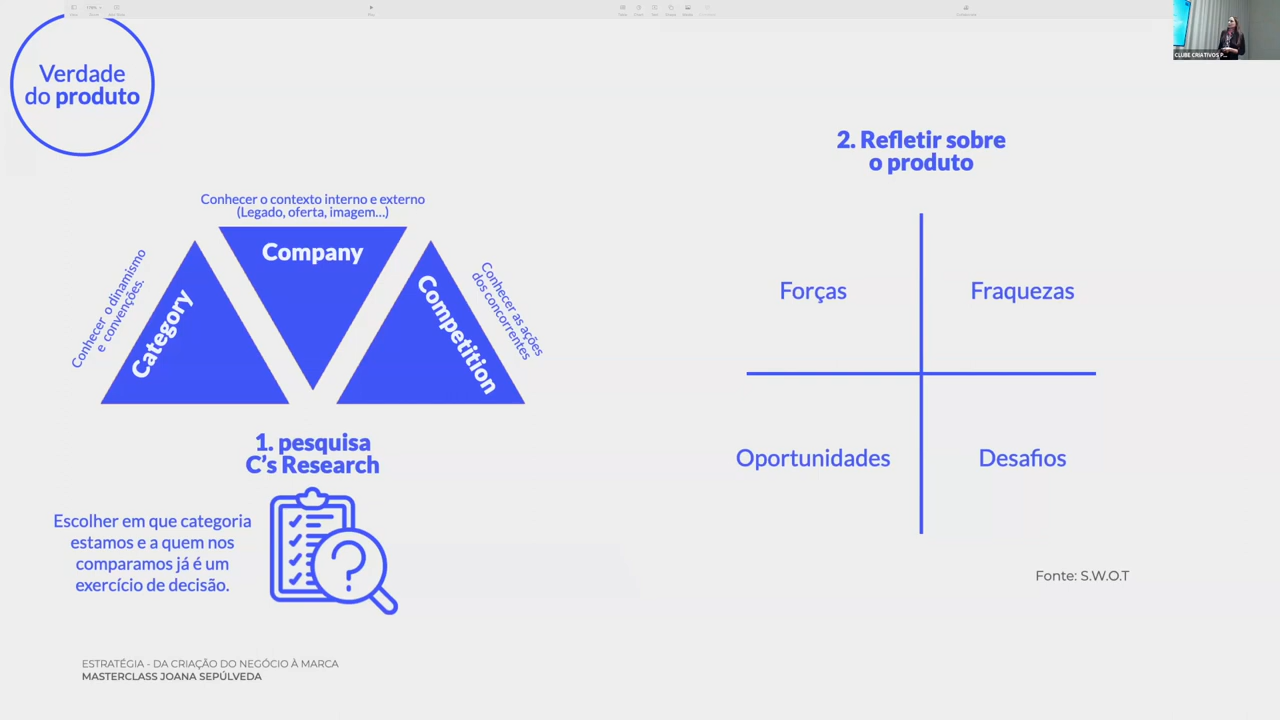 Verdade
do produto
Conhecer o contexto interno e externo
(Legado, oferta, imagem...)
Conhecer o dinamismo
e convenções.
Category
Company
Competition
Conhecer as ações
dos concorrentes
1. pesquisa
C's Research
Escolher em que categoria
estamos e a quem nos
comparamos já é um
exercício de decisão.
2. Refletir sobre
o produto
Forças
Fraquezas
Oportunidades
Desafios
Fonte: S.W.O.T
ESTRATÉGIA - DA CRIAÇÃO DO NEGÓCIO À MARCA
MASTERCLASS JOANA SEPÚLVEDA
CLUBE CRIATIVOS P...